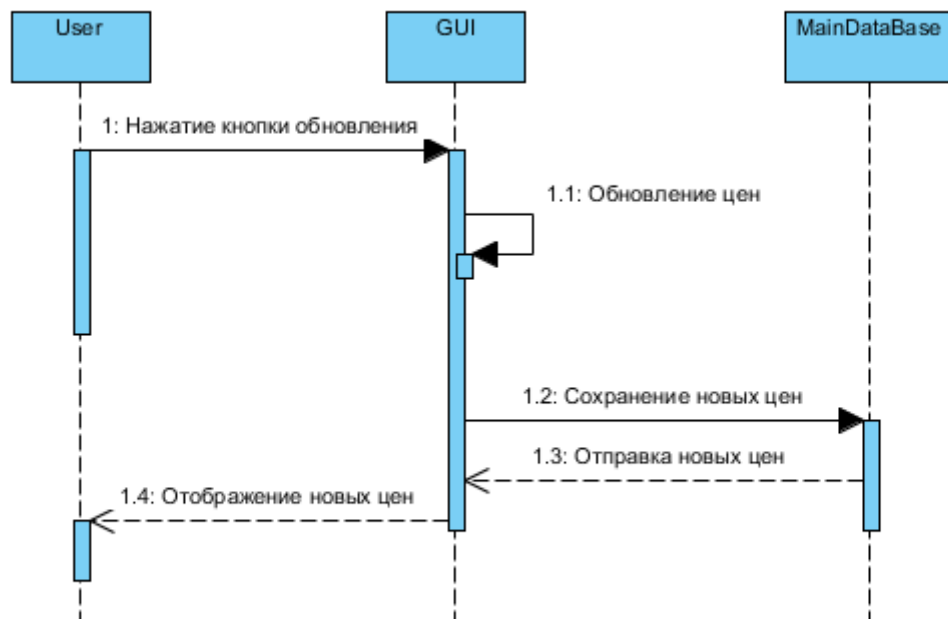 User
GUI
MainDataBase
1: Нажатие кнопки обновления
1.1: Обновление цен
1.2: Сохранение новых цен
1.3: Отправка новых цен
1.4: Отображение новых цен